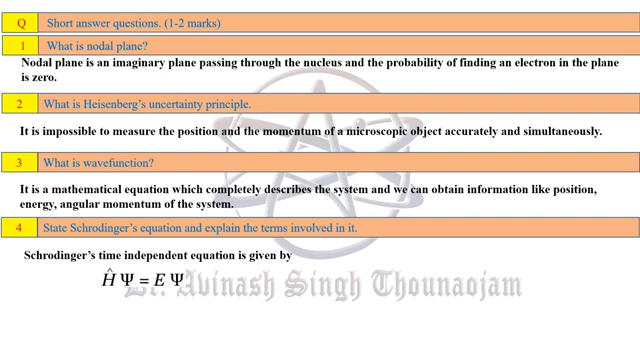 Q Short answer questions. (1-2 marks)
1 What is nodal plane?
Nodal plane is an imaginary plane passing through the nucleus and the probability of finding an electron in the plane
is zero.
2 What is Heisenberg's uncertainty principle.
It is impossible to measure the position and the momentum of a microscopic object accurately and simultaneously.
3 What is wavefunction?
It is a mathematical equation which completely describes the system and we can obtain information like position,
energy, angular momentum of the system.
4 State Schrodinger's equation and explain the terms involved in it.
Schrodinger's time independent equation is given by
Ĥ Ψ = E Ψ
Dr. Avinash Singh Thounaojam